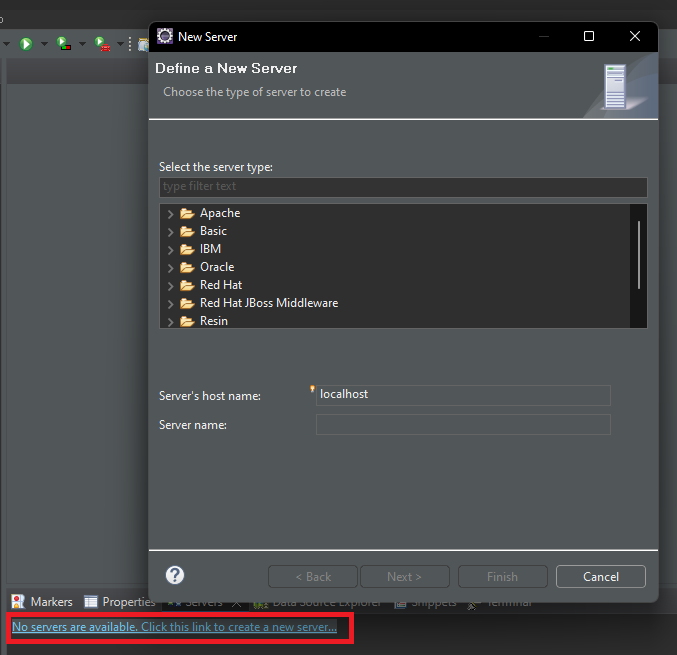 New Server
Define a New Server
Choose the type of server to create
Select the server type:
type filter text
Apache
Basic
IBM
Oracle
Red Hat
Red Hat JBoss Middleware
Resin
Server's host name:
localhost
Server name:
< Back
Next >
Finish
Cancel
Markers
Properties
Servers
Data Source Explorer
Snippets
Terminal
No servers are available. Click this link to create a new server...